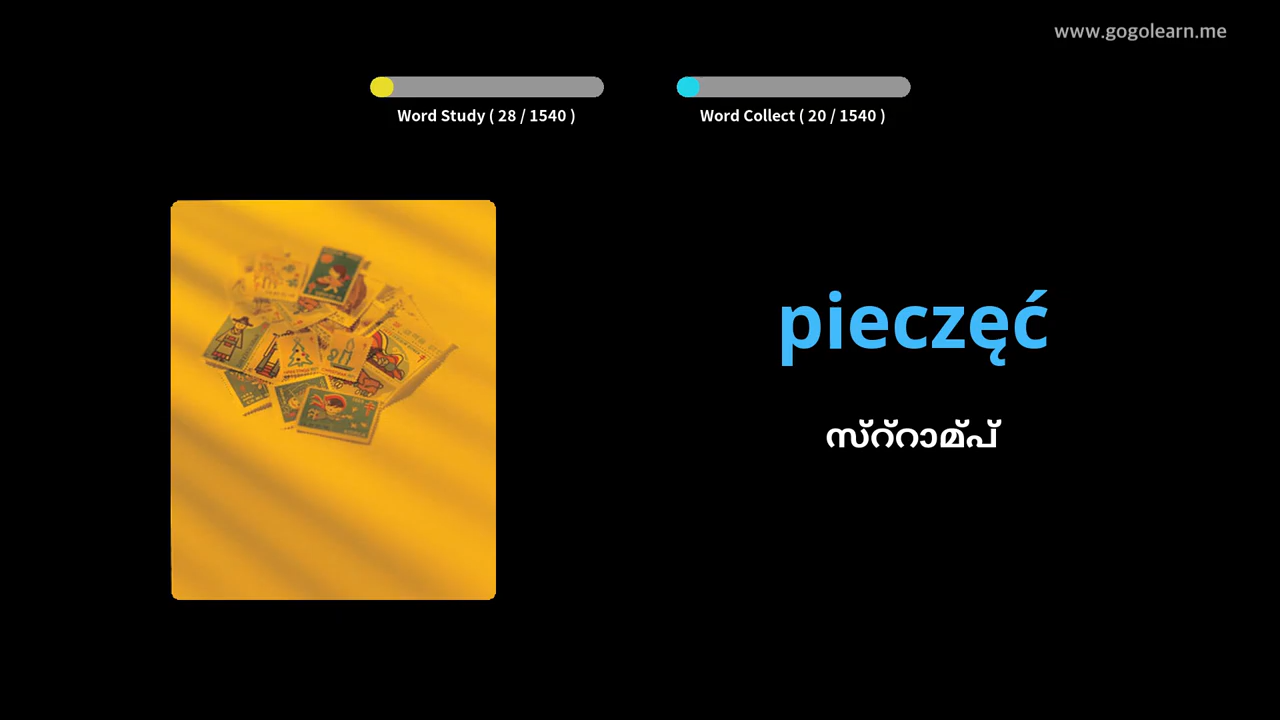 www.gogolearn.me
Word Study ( 28 / 1540 )
Word Collect ( 20 / 1540 )
pieczęć
സ്റ്റാമ്പ്